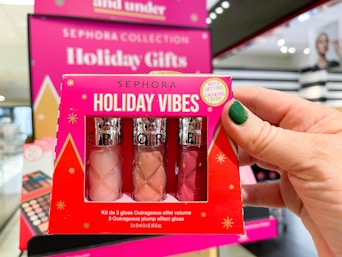 and under
SEPHORA COLLECTION
Holiday Gifts
SEPHORA
HOLIDAY VIBES
Kit de 3 gloss Outrageous effet volume
3 Outrageous plump effect gloss